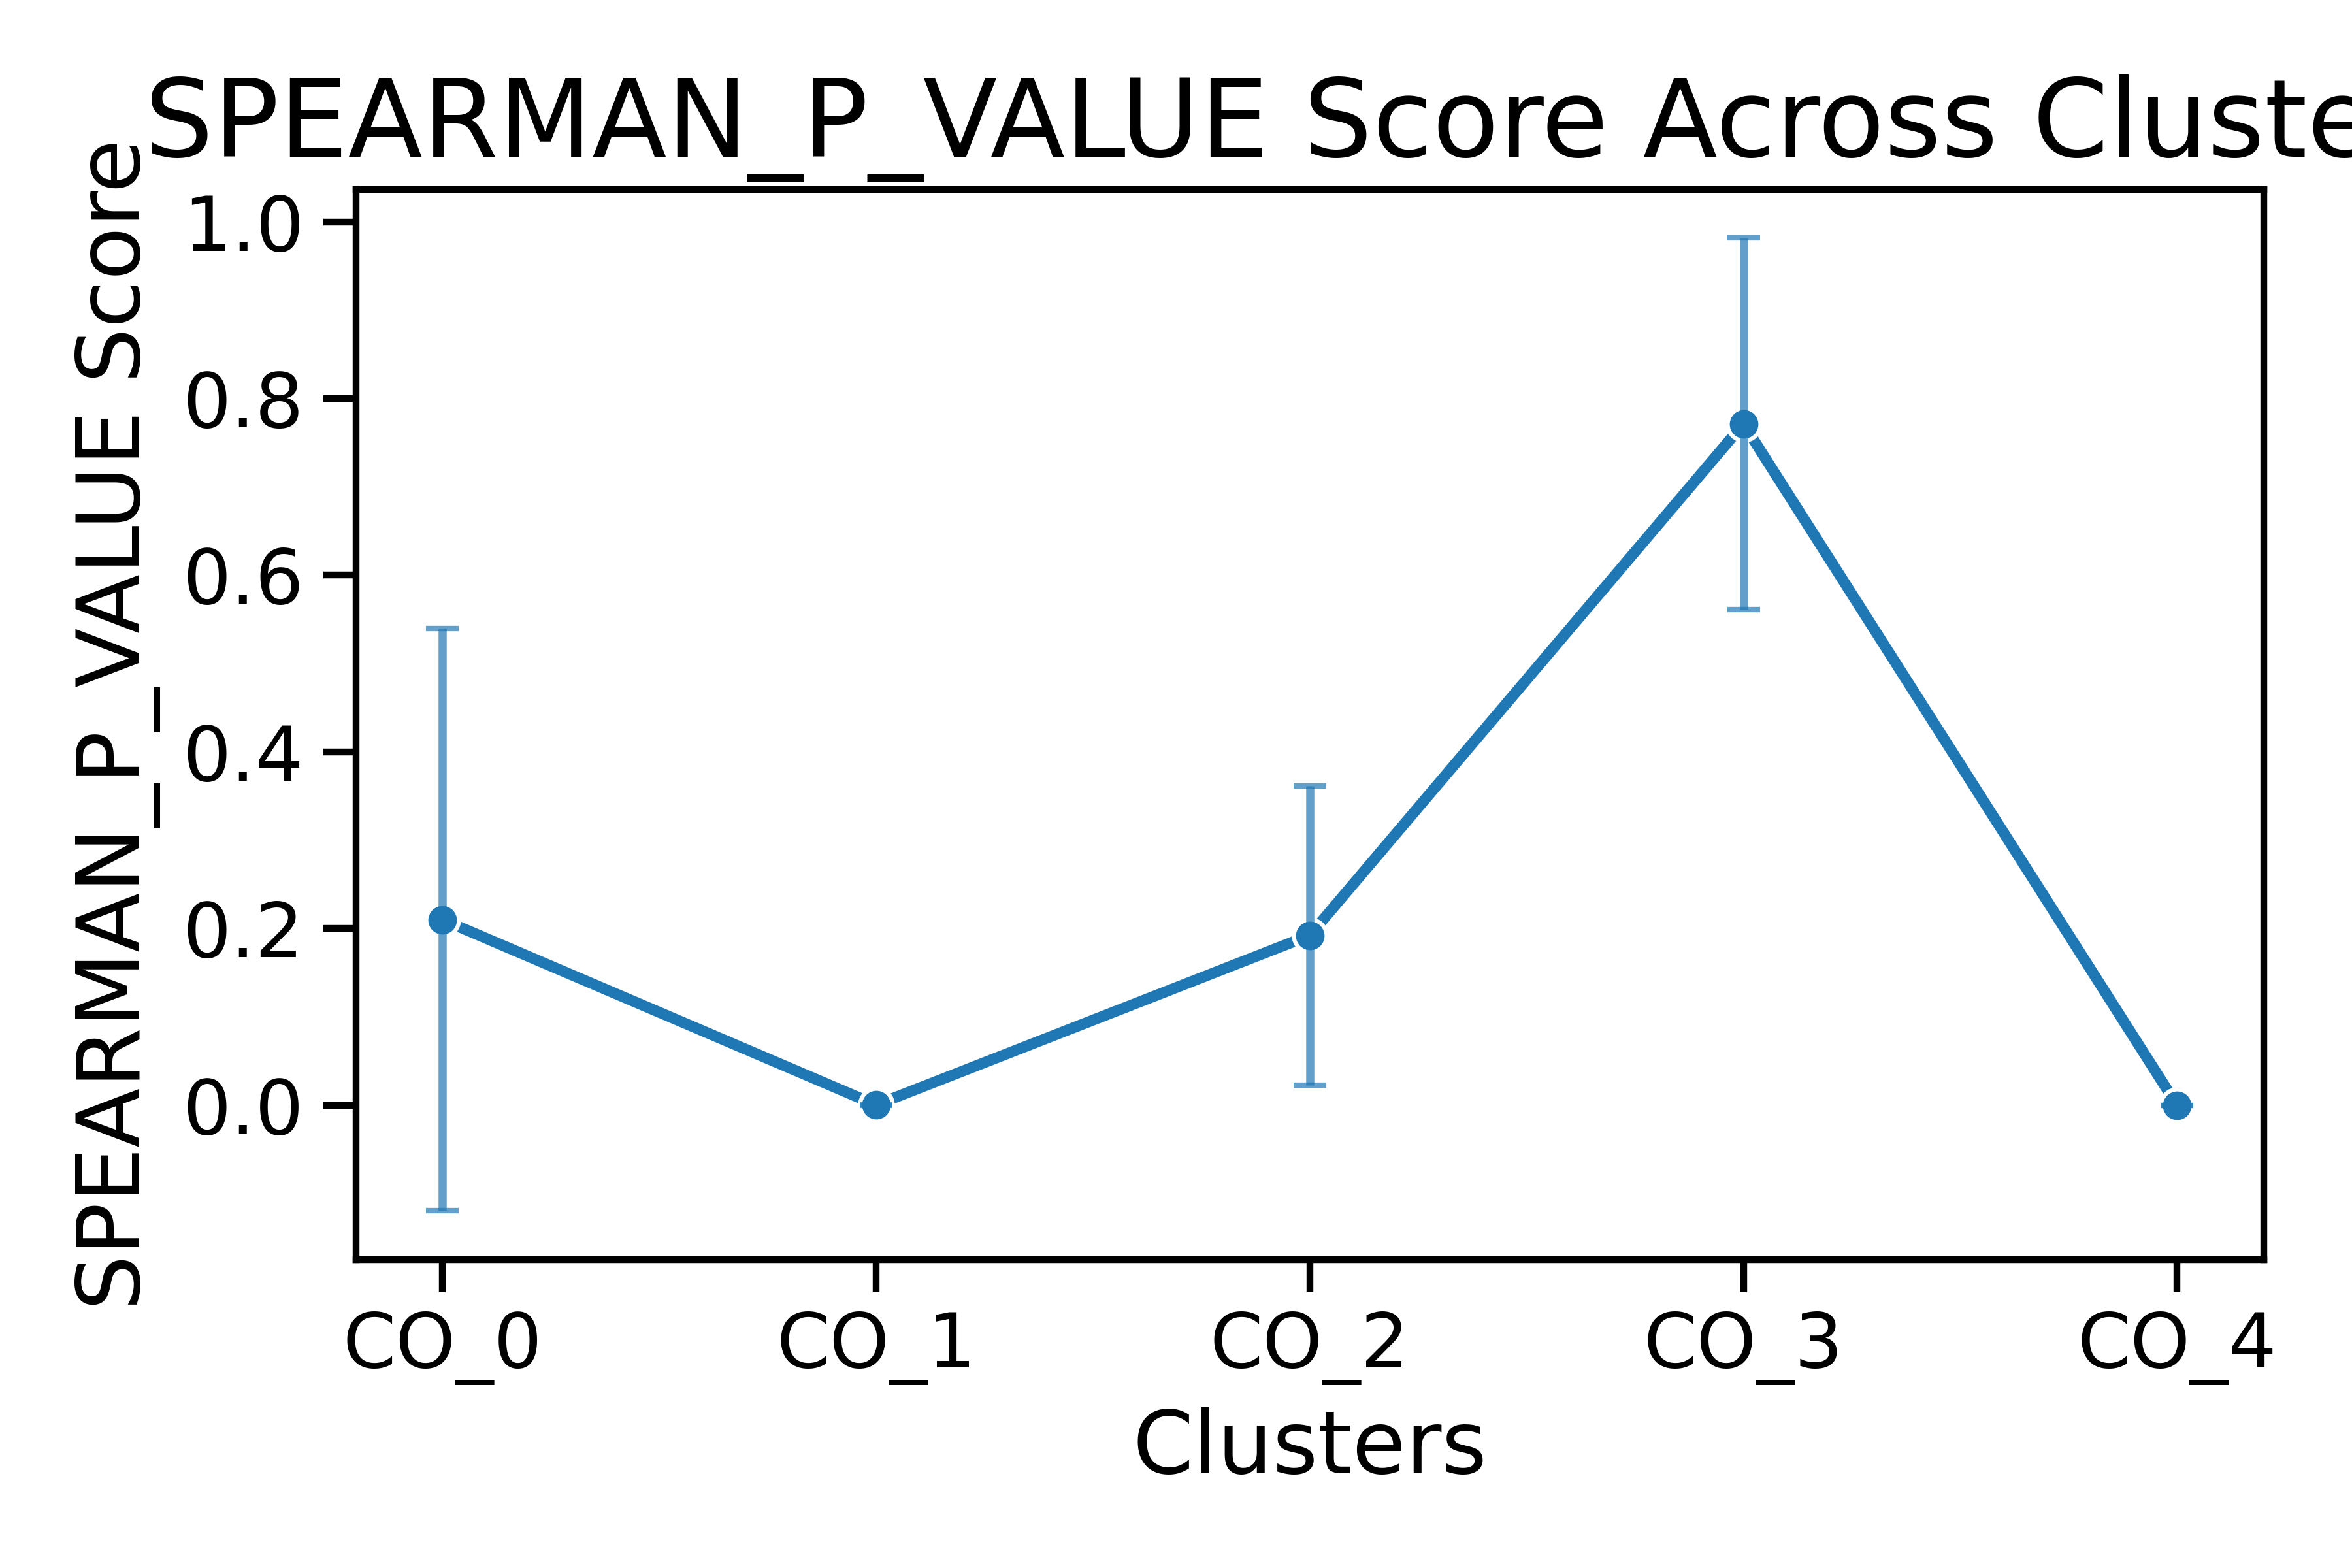 SPEARMAN_P_VALUE Score Across Cluste
SPEARMAN_P_VALUE Score
1.0
0.8
0.6
0.4
0.2
0.0
CO_0 CO_1 CO_2 CO_3 CO_4
Clusters